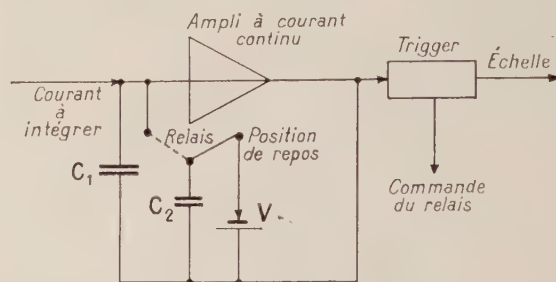 Ampli à courant
continu
Trigger
Échelle
Courant
à
intégrer
Relais
Position
de repos
C₁
C₂
V
Commande
du relais